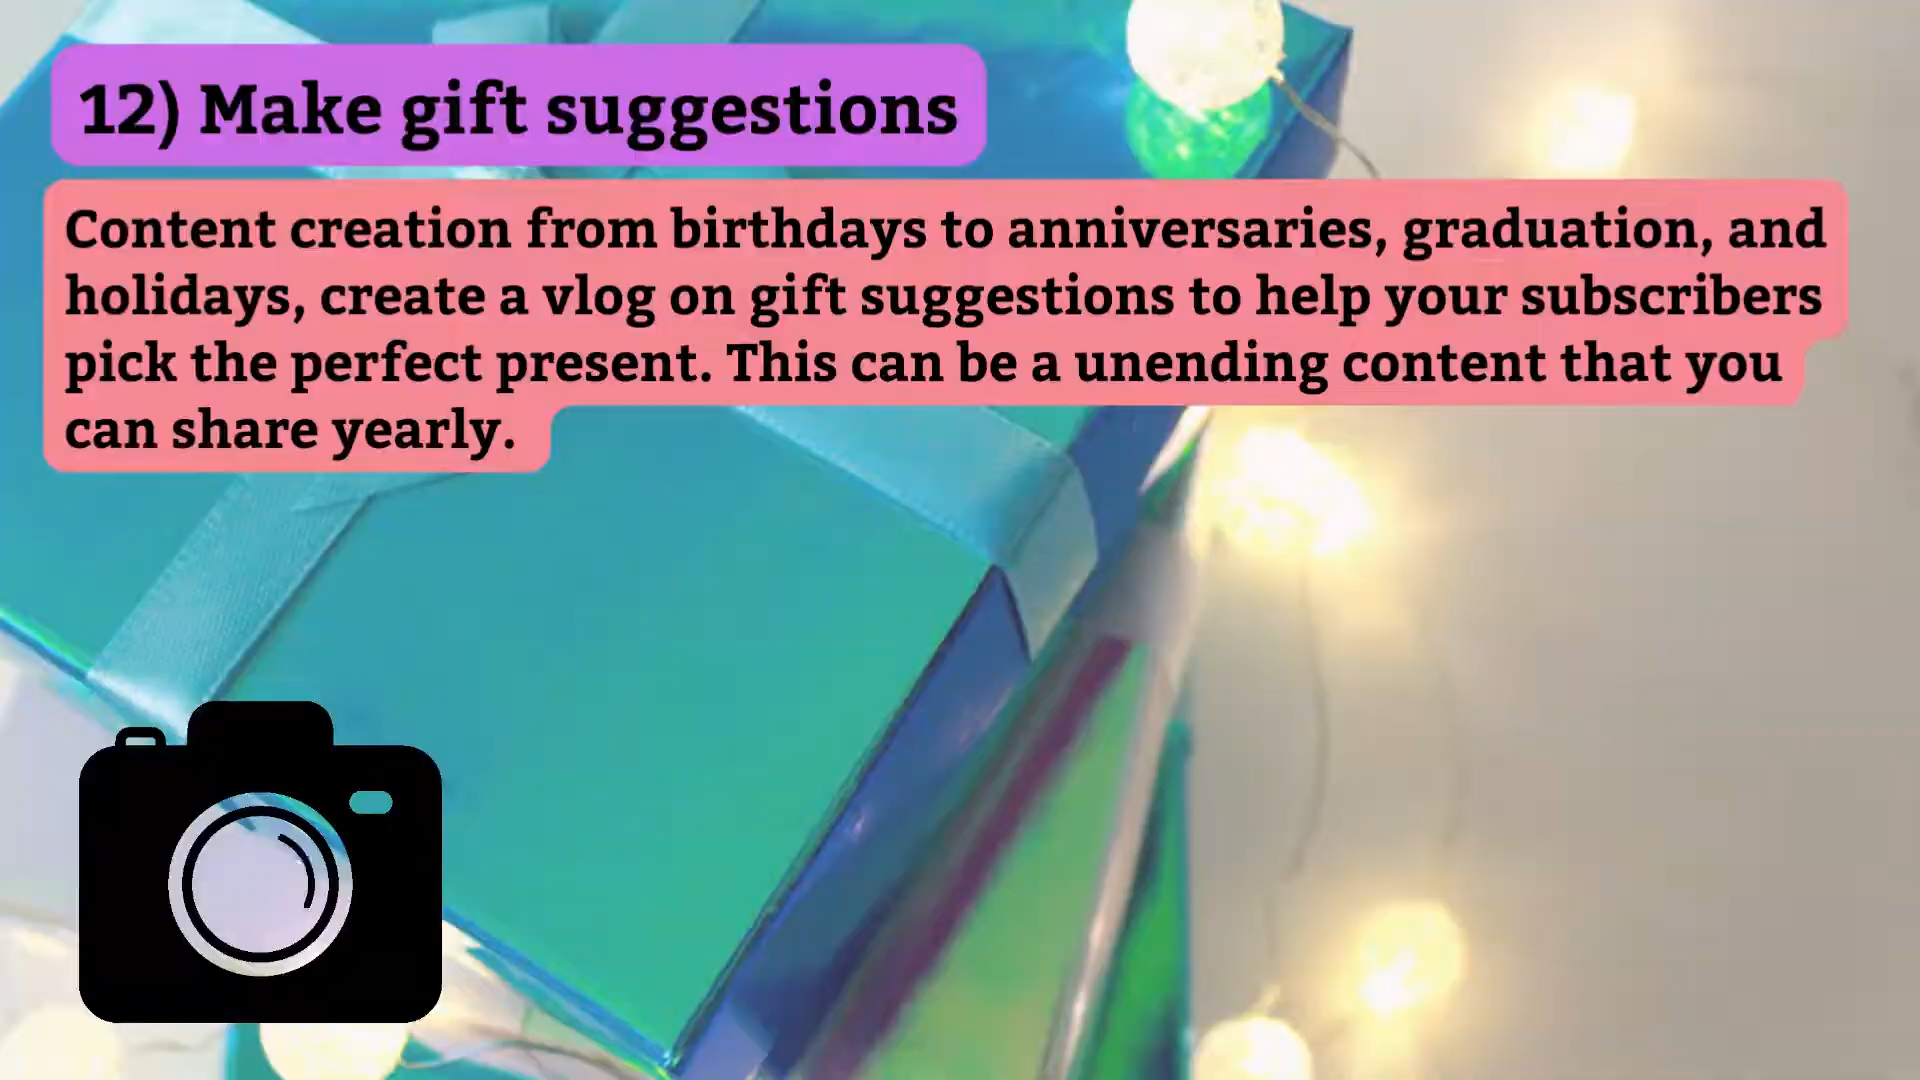 12) Make gift suggestions
Content creation from birthdays to anniversaries, graduation, and
holidays, create a vlog on gift suggestions to help your subscribers
pick the perfect present. This can be a unending content that you
can share yearly.